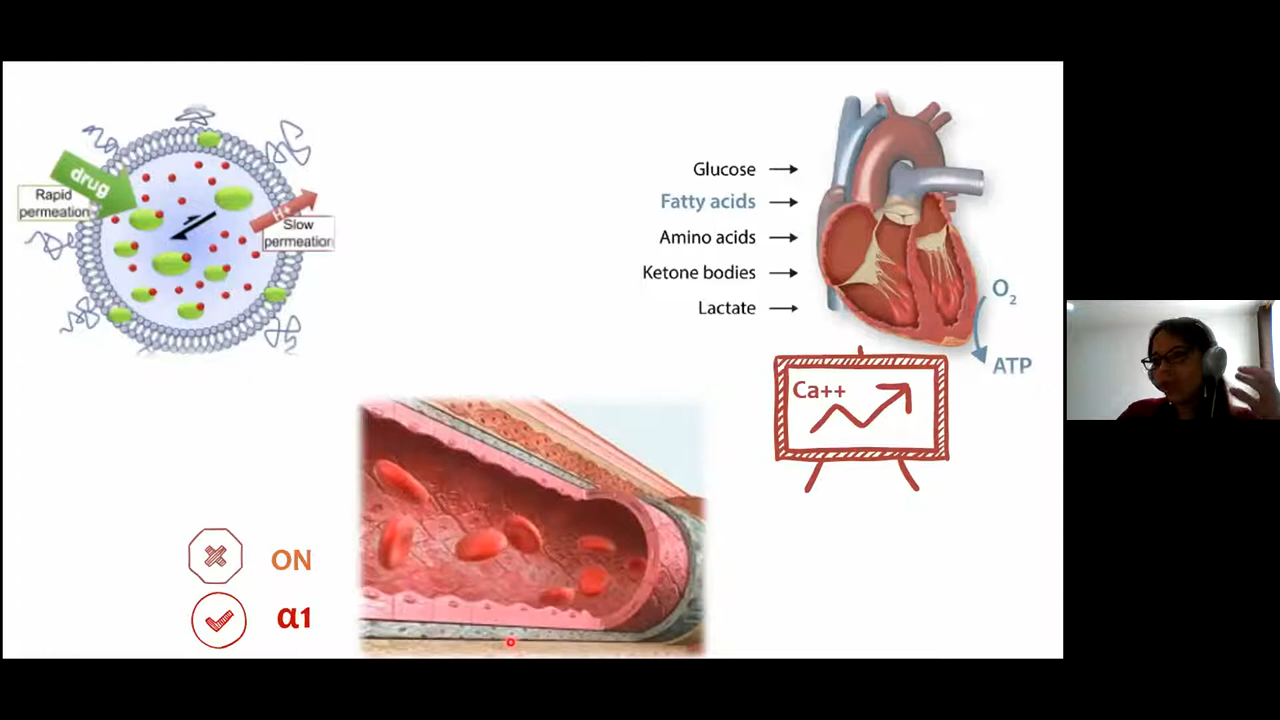 drug
Rapid
permeation
H+
Slow
permeation
Glucose
Fatty acids
Amino acids
Ketone bodies
Lactate
O2
ATP
Ca++
ON
α1